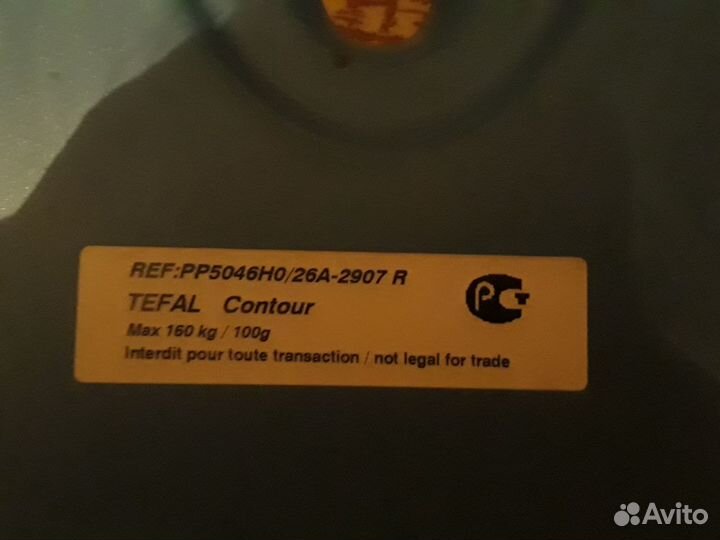 REF:PP5046H0/26A-2907 R
TEFAL Contour
Max 160 kg / 100g
Interdit pour toute transaction / not legal for trade
РСТ
Avito